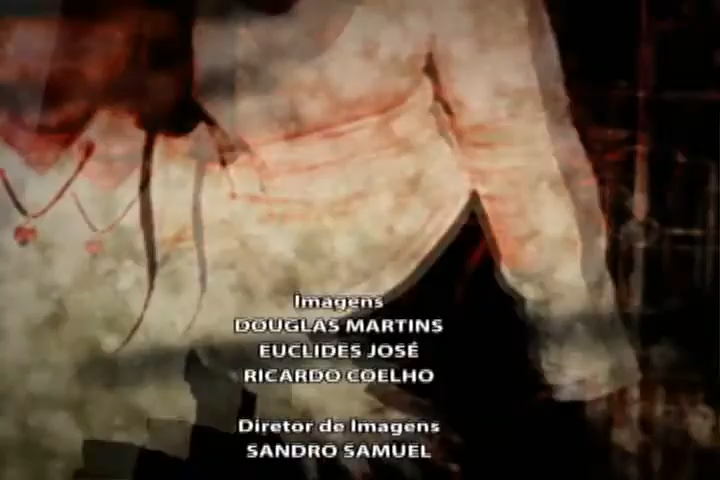 Imagens
DOUGLAS MARTINS
EUCLIDES JOSÉ
RICARDO COELHO
Diretor de Imagens
SANDRO SAMUEL